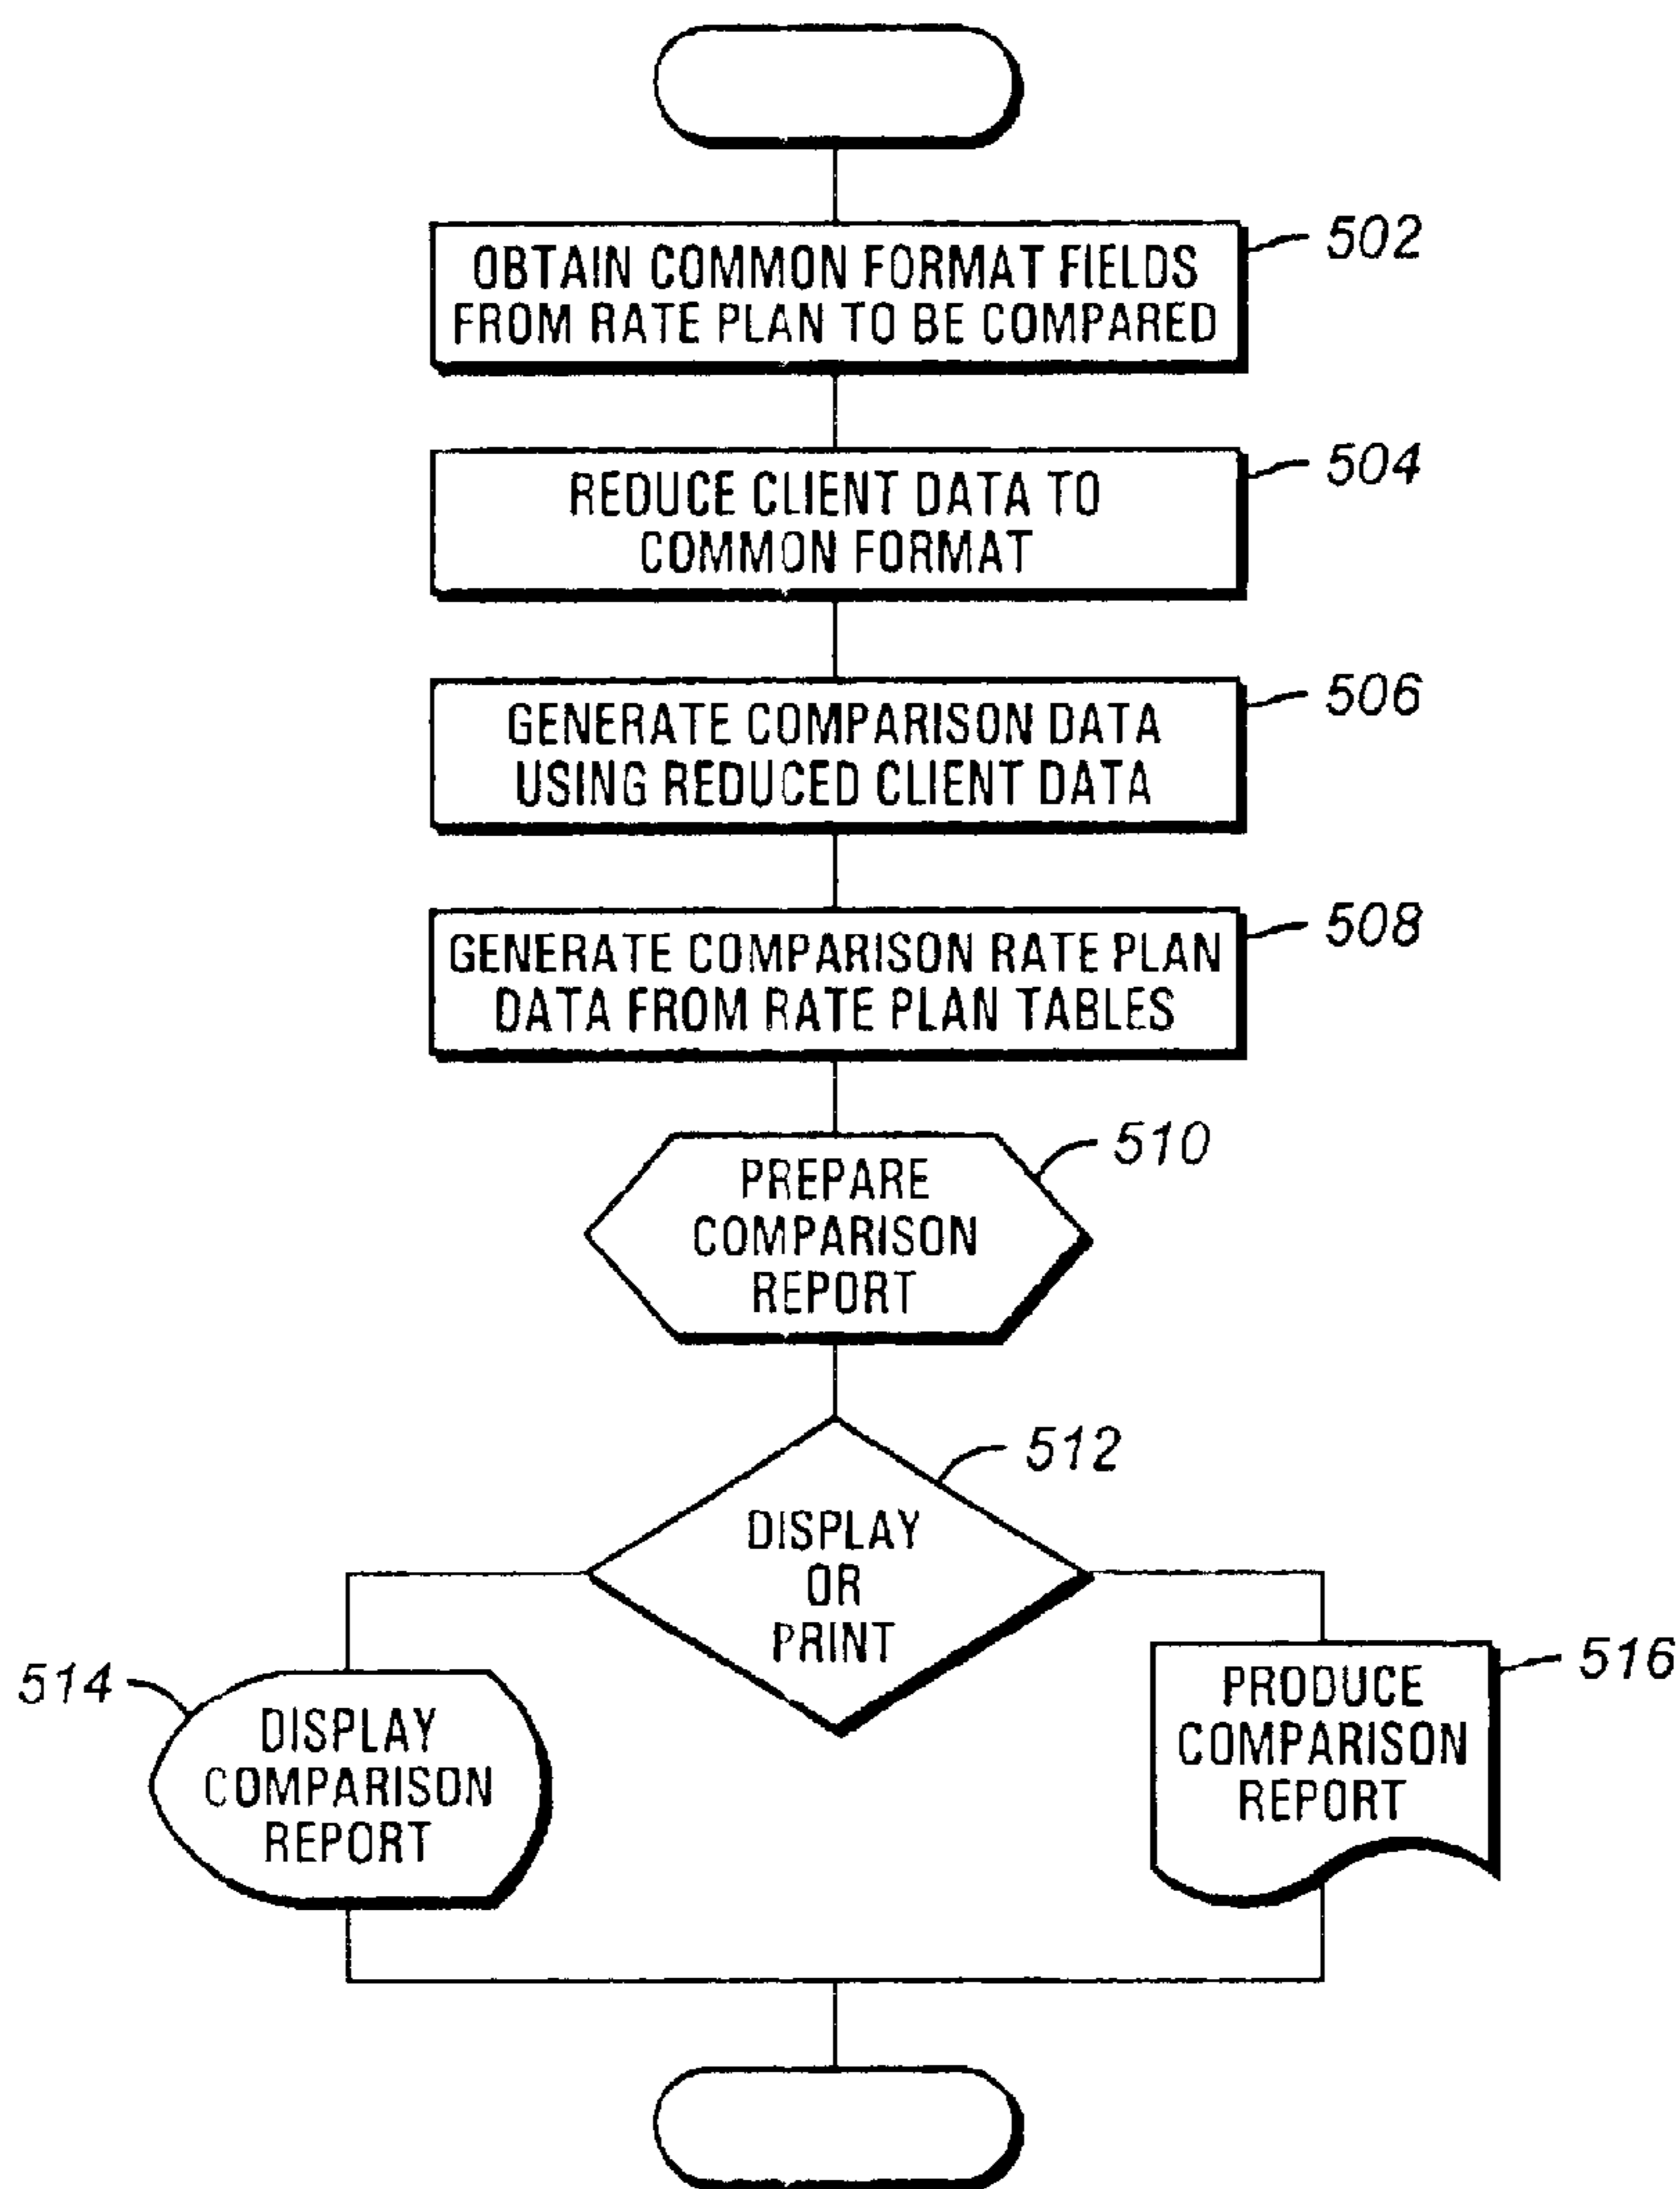 OBTAIN COMMON FORMAT FIELDS
FROM RATE PLAN TO BE COMPARED
502
REDUCE CLIENT DATA TO
COMMON FORMAT
504
GENERATE COMPARISON DATA
USING REDUCED CLIENT DATA
506
GENERATE COMPARISON RATE PLAN
DATA FROM RATE PLAN TABLES
508
PREPARE
COMPARISON
REPORT
510
DISPLAY
OR
PRINT
512
514
DISPLAY
COMPARISON
REPORT
PRODUCE
COMPARISON
REPORT
516